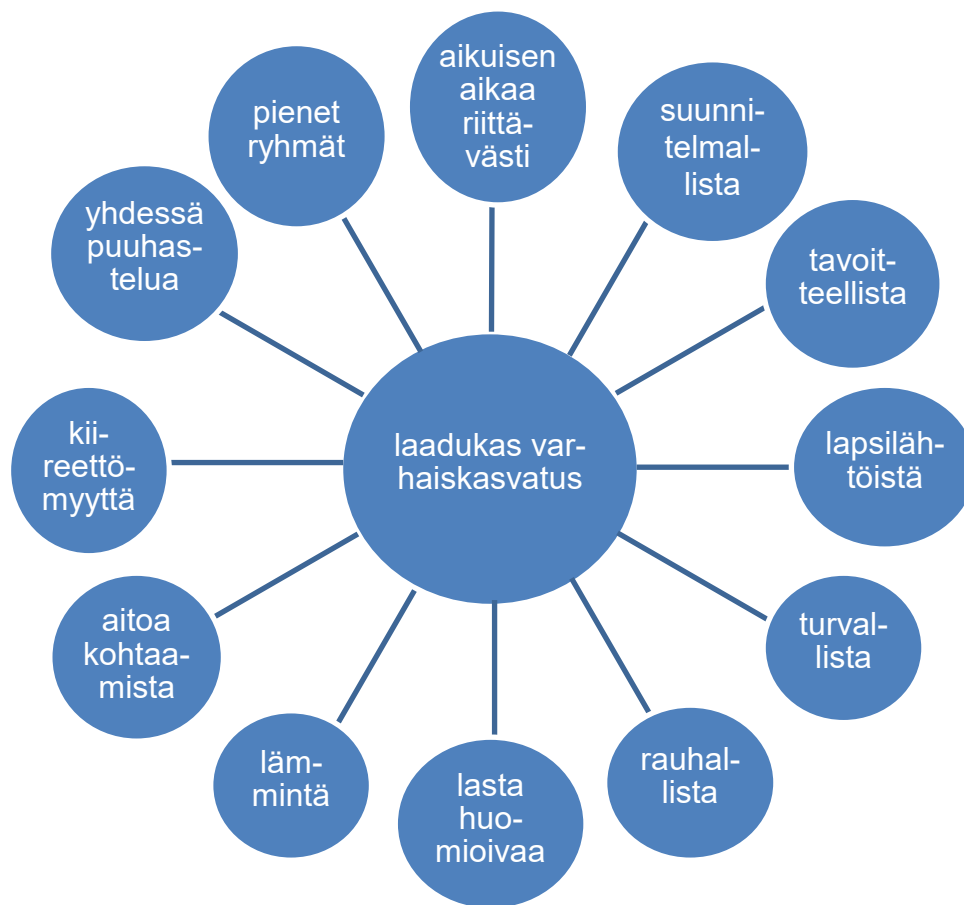 aikuisen
aikaa
riittä-
västi
suunni-
telmal-
lista
tavoit-
teellista
lapsiläh-
töistä
turval-
lista
rauhal-
lista
lasta
huo-
mioivaa
läm-
mintä
aitoa
kohtaa-
mista
kii-
reettö-
myyttä
yhdessä
puuhas-
telua
pienet
ryhmät
laadukas var-
haiskasvatus